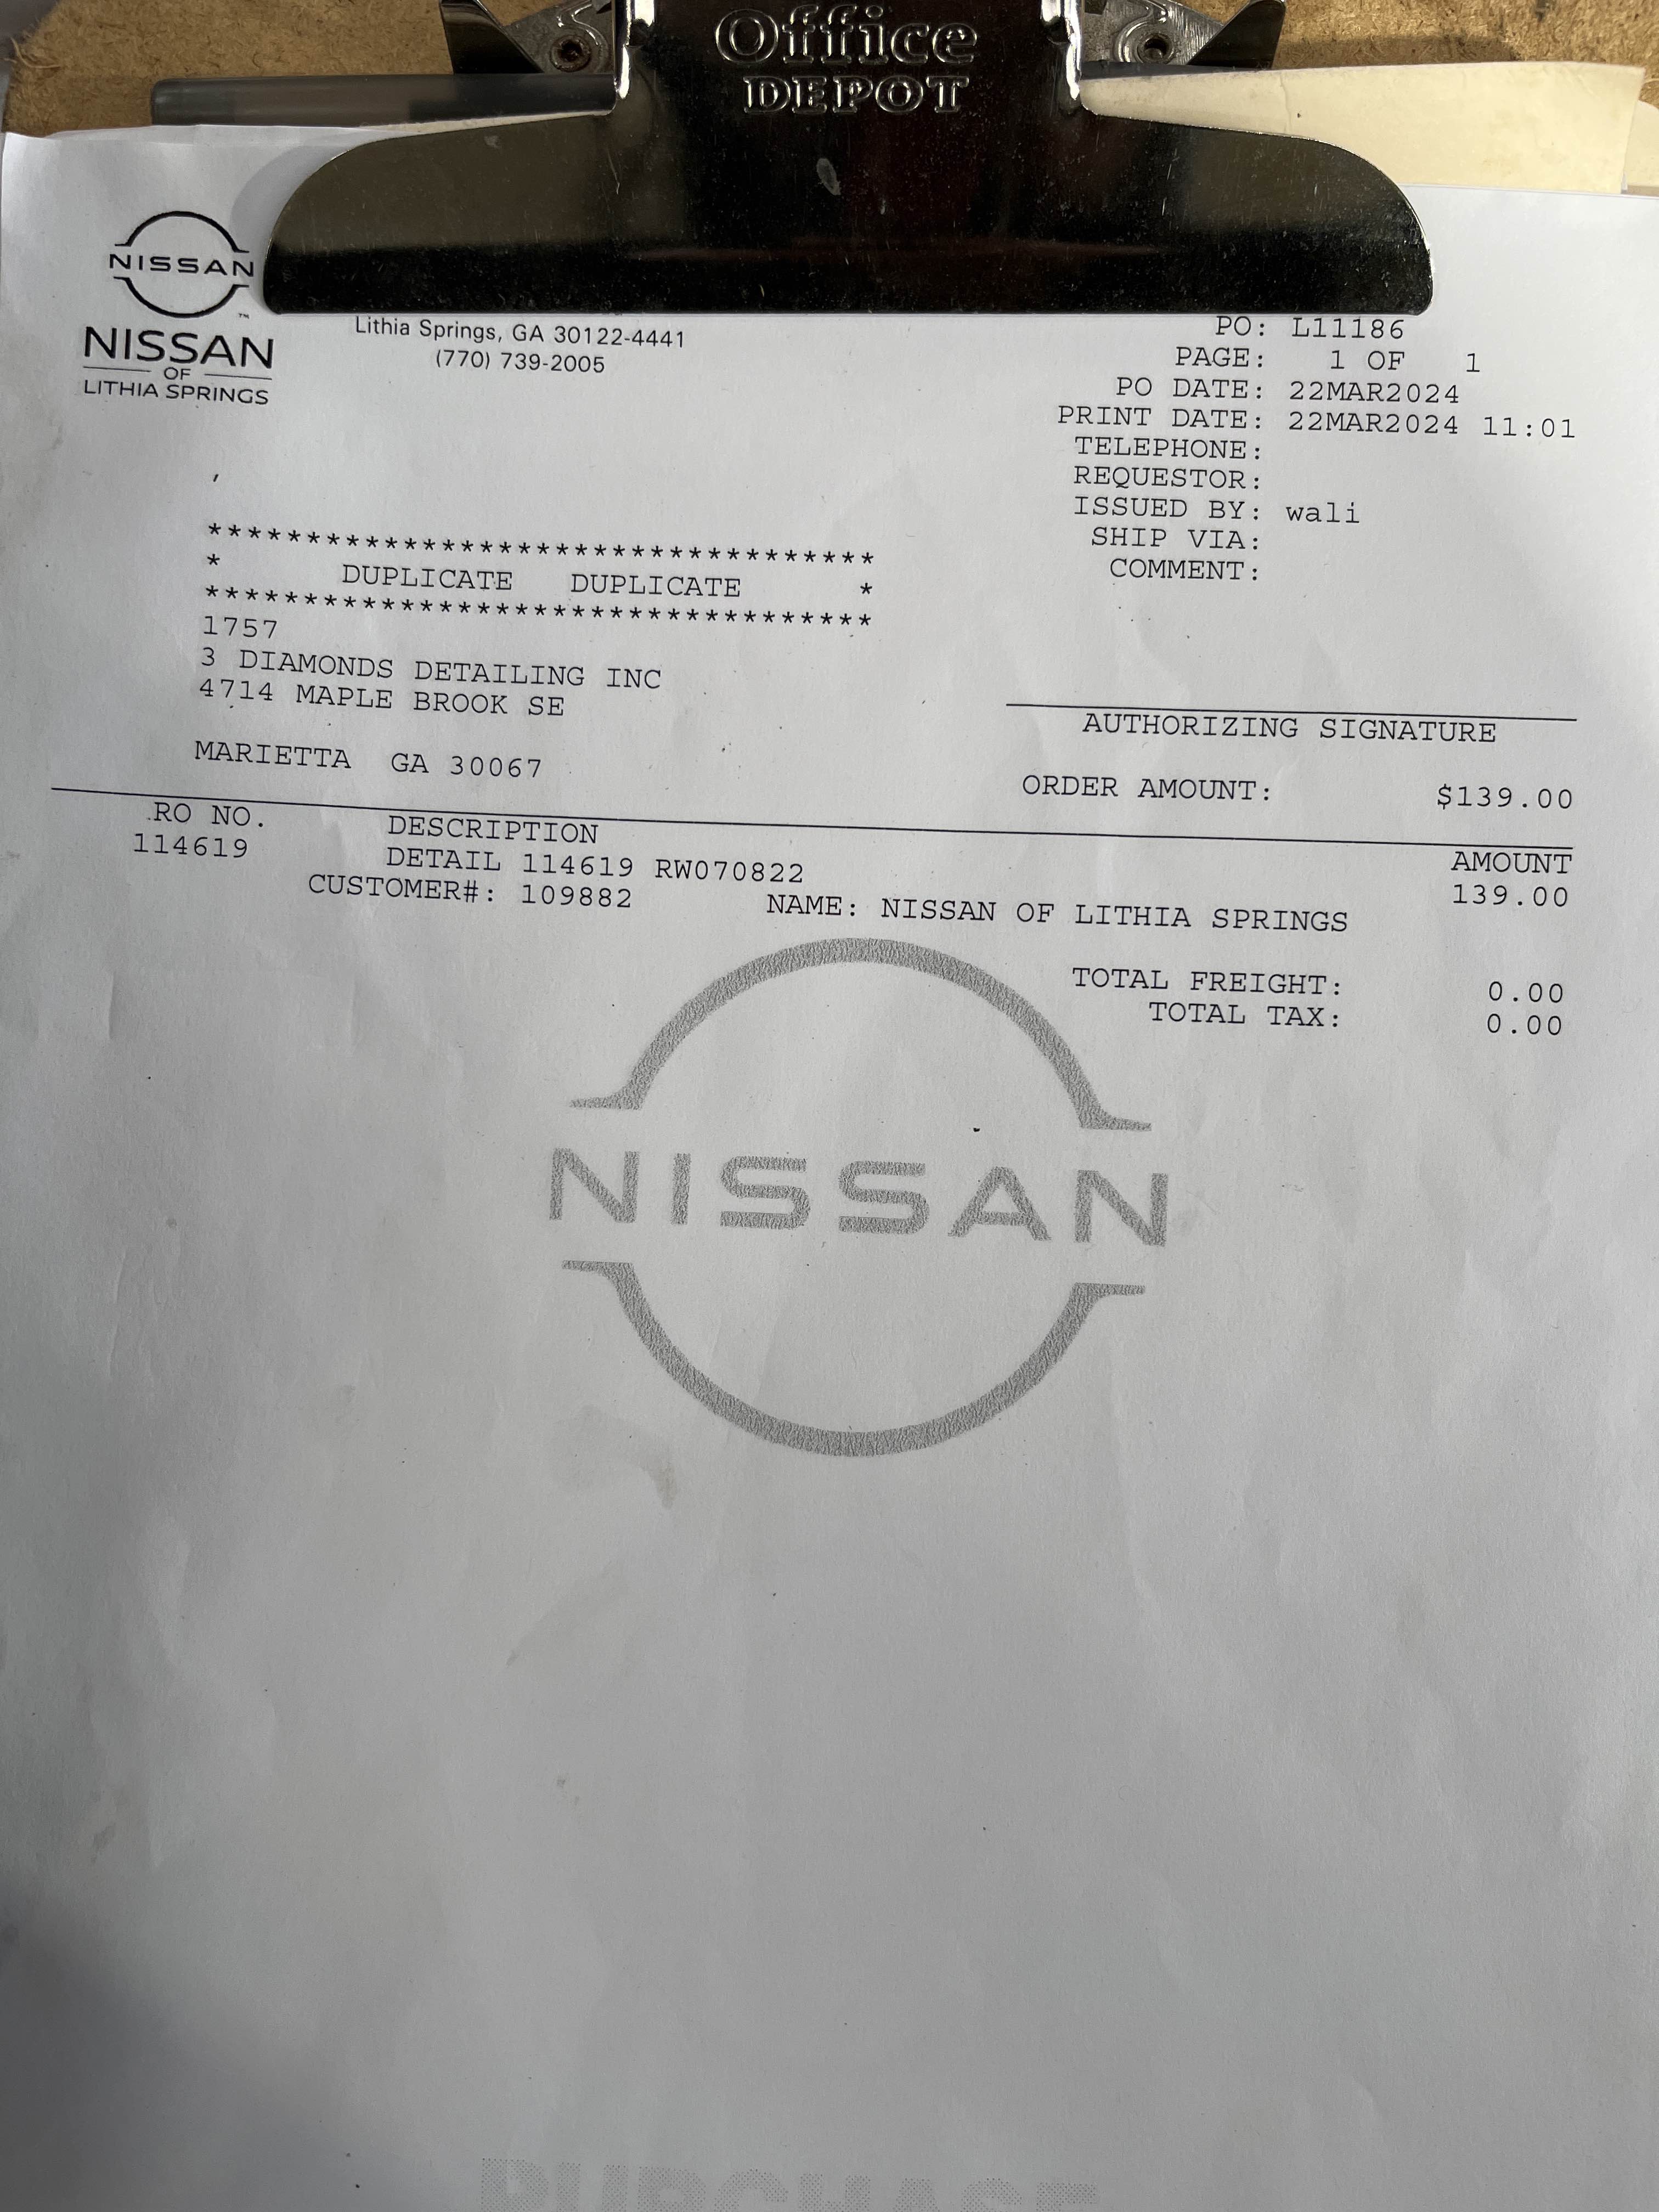 Office
DEPOT
NISSAN
NISSAN
OF
LITHIA SPRINGS
Lithia Springs, GA 30122-4441
(770) 739-2005
PO: L11186
PAGE: 1 OF 1
PO DATE: 22MAR2024
PRINT DATE: 22MAR2024 11:01
TELEPHONE:
REQUESTOR:
ISSUED BY: wali
SHIP VIA:
COMMENT:
***********************************
* DUPLICATE DUPLICATE *
***********************************
1757
3 DIAMONDS DETAILING INC
4714 MAPLE BROOK SE
MARIETTA GA 30067
AUTHORIZING SIGNATURE
ORDER AMOUNT: $139.00
RO NO. DESCRIPTION AMOUNT
114619 DETAIL 114619 RW070822 139.00
CUSTOMER#: 109882 NAME: NISSAN OF LITHIA SPRINGS
TOTAL FREIGHT: 0.00
TOTAL TAX: 0.00
NISSAN
PURCHASE